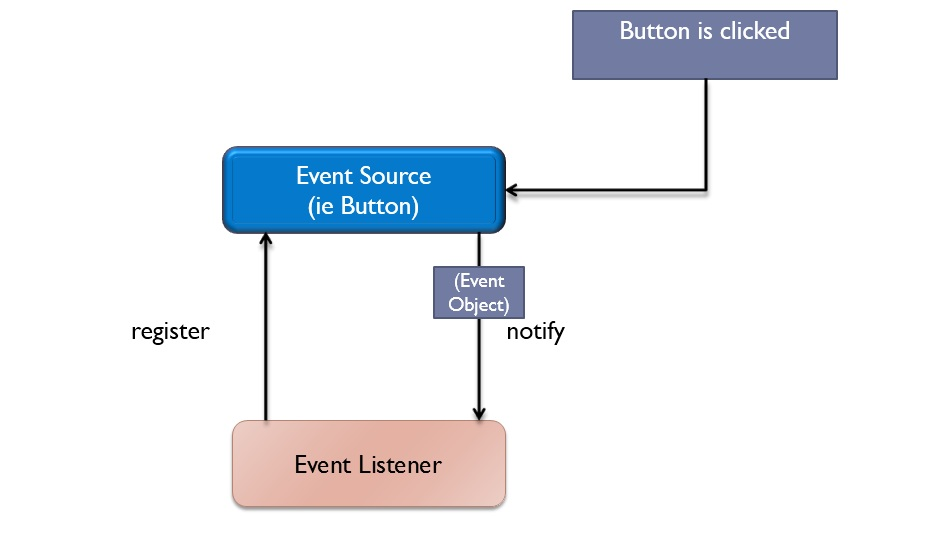 Button is clicked
Event Source
(ie Button)
(Event
Object)
register
notify
Event Listener